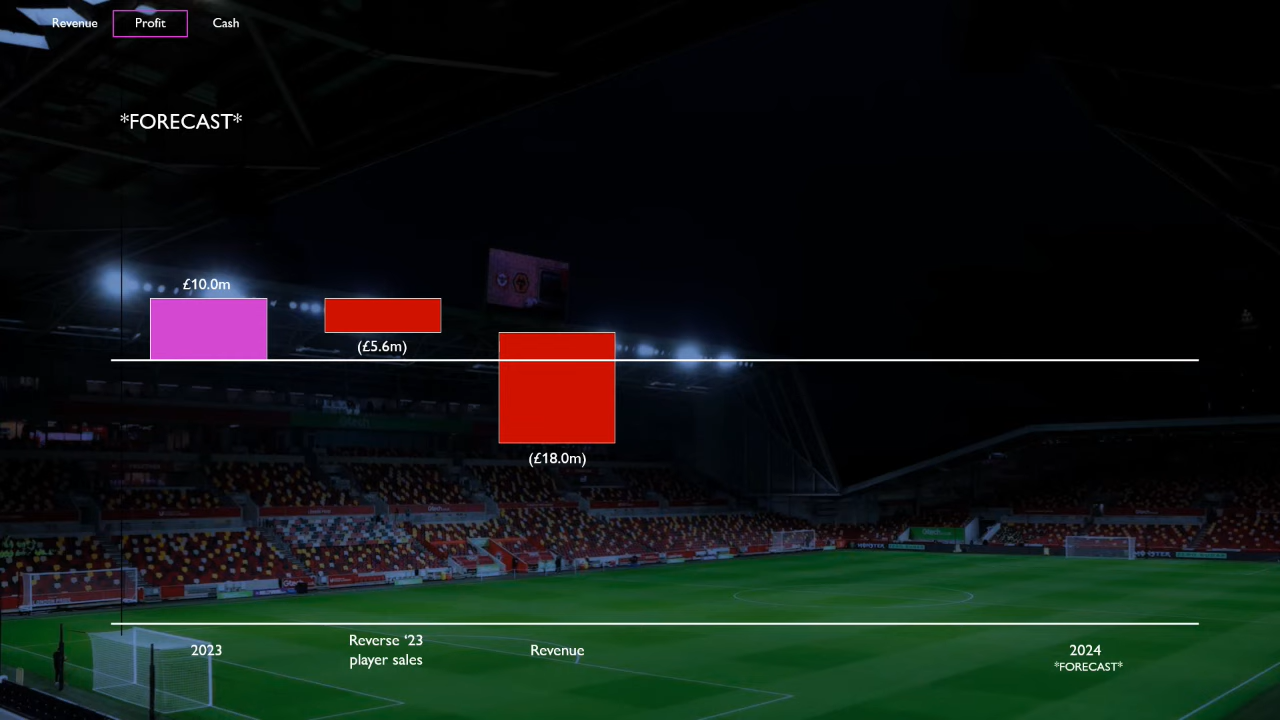 Revenue Profit Cash
*FORECAST*
£10.0m
(£5.6m)
(£18.0m)
2023
Reverse ‘23
player sales
Revenue
2024
*FORECAST*